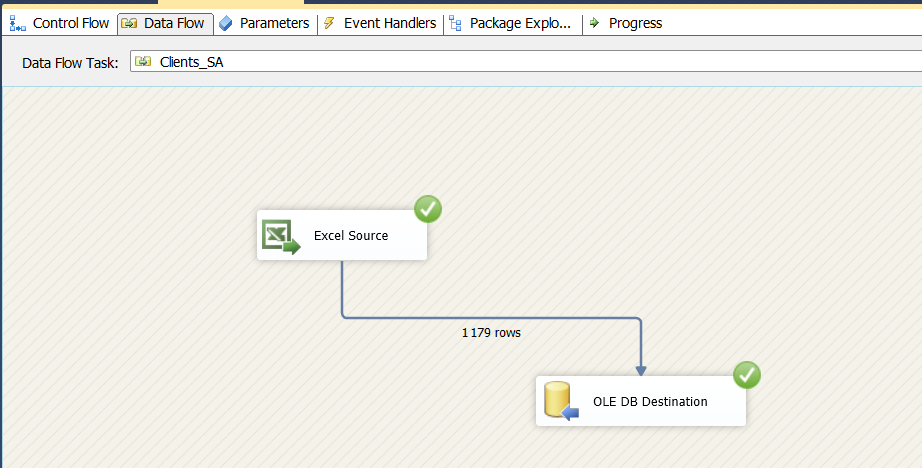 Control Flow Data Flow Parameters Event Handlers Package Explo... Progress
Data Flow Task: Clients_SA
Excel Source
1 179 rows
OLE DB Destination